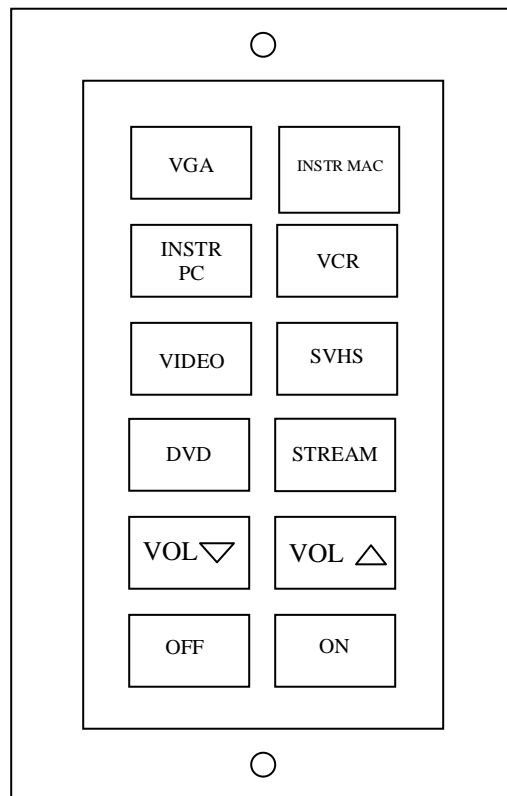 VGA
INSTR MAC
INSTR
PC
VCR
VIDEO
SVHS
DVD
STREAM
VOL
VOL
OFF
ON